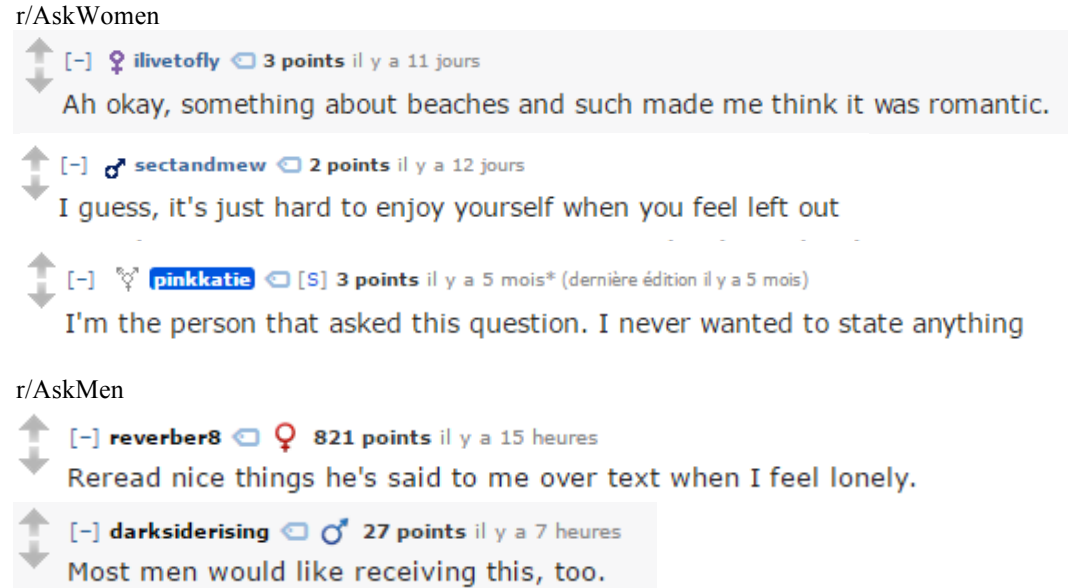 r/AskWomen
[-] ilivetofly 3 points il y a 11 jours
Ah okay, something about beaches and such made me think it was romantic.
[-] sectandmew 2 points il y a 12 jours
I guess, it's just hard to enjoy yourself when you feel left out
[-] pinkkatie [S] 3 points il y a 5 mois* (dernière édition il y a 5 mois)
I'm the person that asked this question. I never wanted to state anything
r/AskMen
[-] reverber8 821 points il y a 15 heures
Reread nice things he's said to me over text when I feel lonely.
[-] darksiderising 27 points il y a 7 heures
Most men would like receiving this, too.